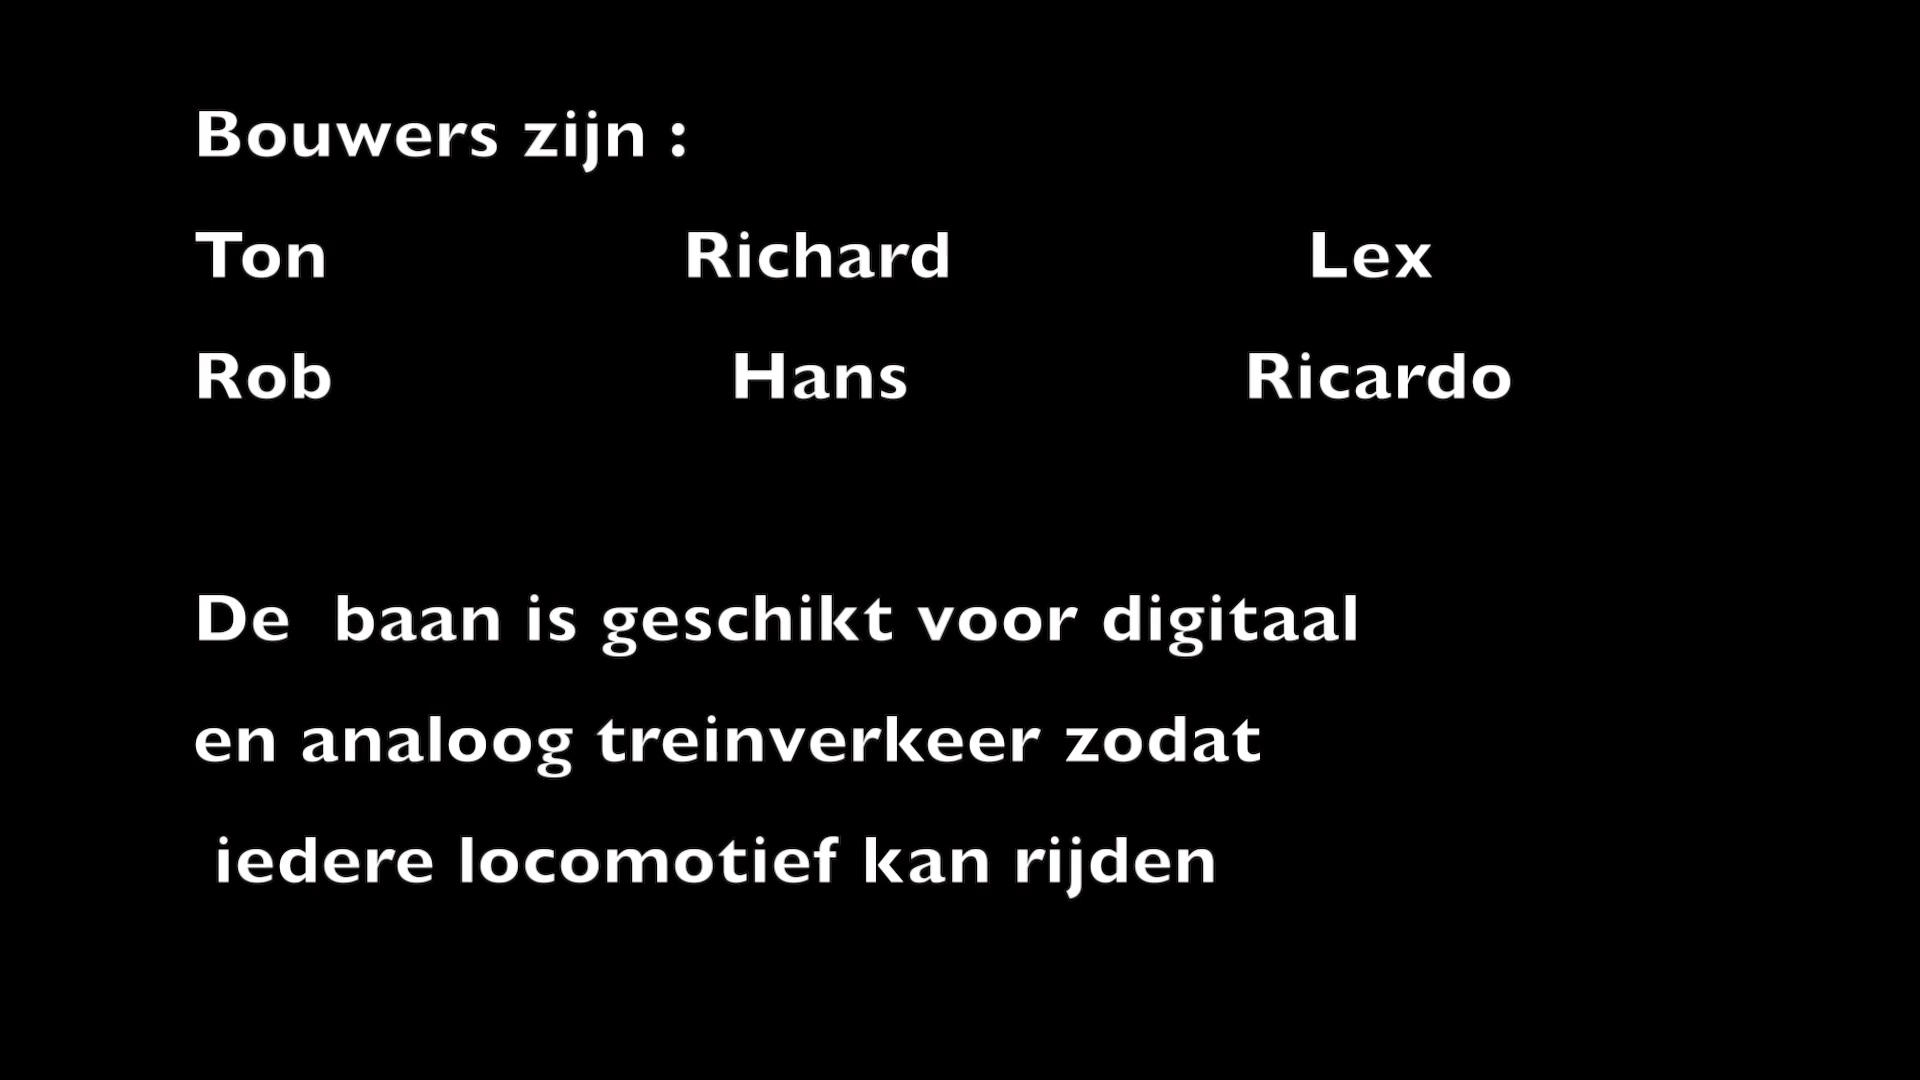 Bouwers zijn :
Ton Richard Lex
Rob Hans Ricardo
De baan is geschikt voor digitaal
en analoog treinverkeer zodat
iedere locomotief kan rijden